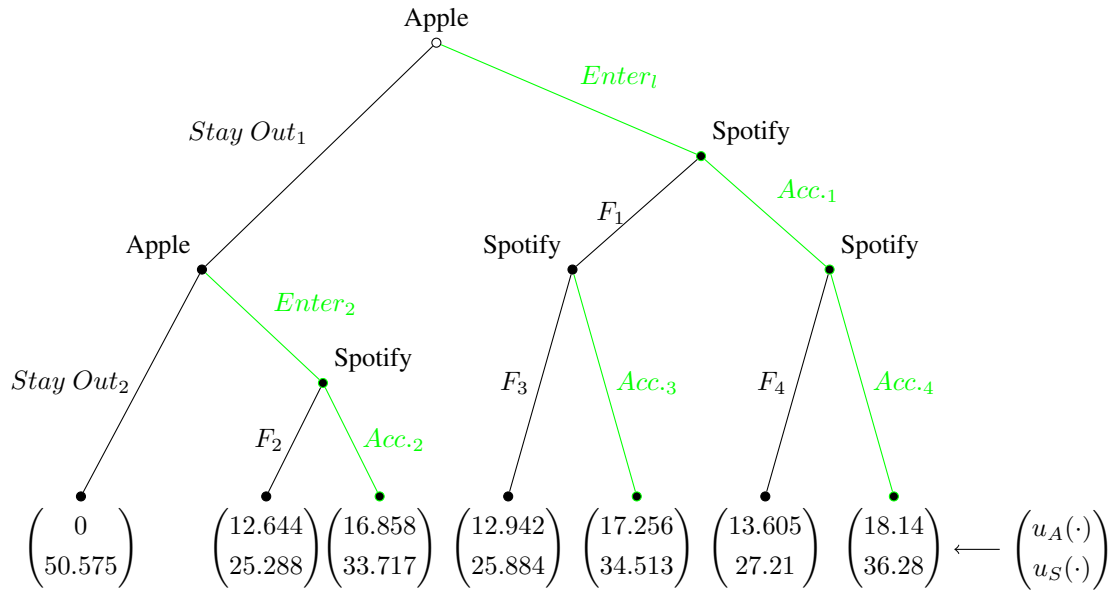 Apple
Enter_l
Stay Out_1
Spotify
Acc._1
F_1
Apple
Spotify
Spotify
Enter_2
Spotify
Stay Out_2
F_3
Acc._3
F_4
Acc._4
F_2
Acc._2
0 12.644 16.858 12.942 17.256 13.605 18.14 ⟵ u_A(·)
50.575 25.288 33.717 25.884 34.513 27.21 36.28 u_S(·)